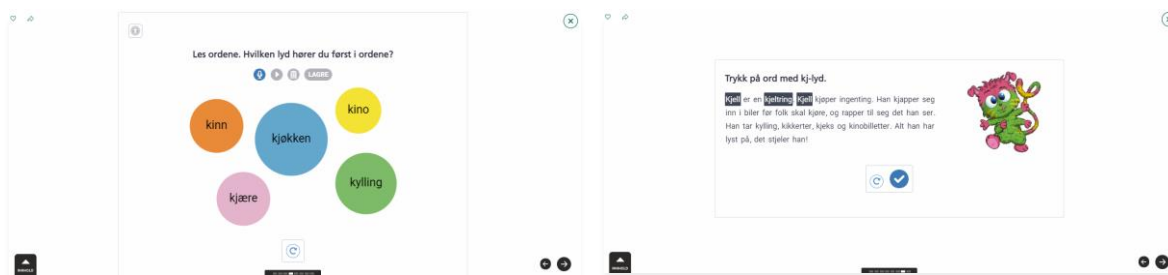 Les ordene. Hvilken lyd hører du først i ordene?
LAGRE
kinn
kjøkken
kino
kjære
kylling
INNHOLD
Trykk på ord med kj-lyd.
Kjell er en kjeltring. Kjell kjøper ingenting. Han kjapper seg
inn i biler før folk skal kjøre, og rapper til seg det han ser.
Han tar kylling, kikkerter, kjeks og kinobilletter. Alt han har
lyst på, det stjeler han!
INNHOLD